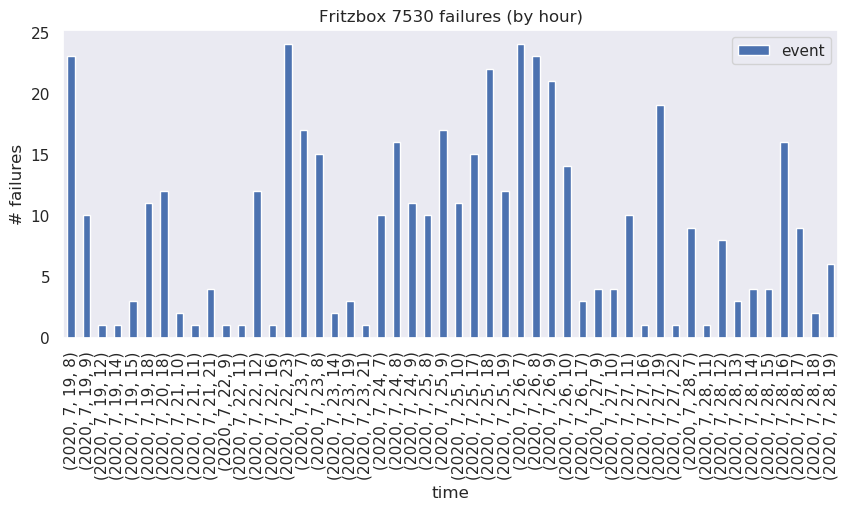 Fritzbox 7530 failures (by hour)
event
# failures
25
20
15
10
5
0
(2020, 7, 19, 8)
(2020, 7, 19, 9)
(2020, 7, 19, 12)
(2020, 7, 19, 14)
(2020, 7, 19, 15)
(2020, 7, 19, 18)
(2020, 7, 20, 18)
(2020, 7, 21, 10)
(2020, 7, 21, 11)
(2020, 7, 21, 21)
(2020, 7, 22, 9)
(2020, 7, 22, 11)
(2020, 7, 22, 12)
(2020, 7, 22, 16)
(2020, 7, 22, 23)
(2020, 7, 23, 7)
(2020, 7, 23, 8)
(2020, 7, 23, 14)
(2020, 7, 23, 19)
(2020, 7, 23, 21)
(2020, 7, 24, 7)
(2020, 7, 24, 8)
(2020, 7, 24, 9)
(2020, 7, 25, 8)
(2020, 7, 25, 9)
(2020, 7, 25, 10)
(2020, 7, 25, 17)
(2020, 7, 25, 18)
(2020, 7, 25, 19)
(2020, 7, 26, 7)
(2020, 7, 26, 8)
(2020, 7, 26, 9)
(2020, 7, 26, 10)
(2020, 7, 26, 17)
(2020, 7, 27, 9)
(2020, 7, 27, 10)
(2020, 7, 27, 11)
(2020, 7, 27, 16)
(2020, 7, 27, 19)
(2020, 7, 27, 22)
(2020, 7, 28, 7)
(2020, 7, 28, 11)
(2020, 7, 28, 12)
(2020, 7, 28, 13)
(2020, 7, 28, 14)
(2020, 7, 28, 15)
(2020, 7, 28, 16)
(2020, 7, 28, 17)
(2020, 7, 28, 18)
(2020, 7, 28, 19)
time